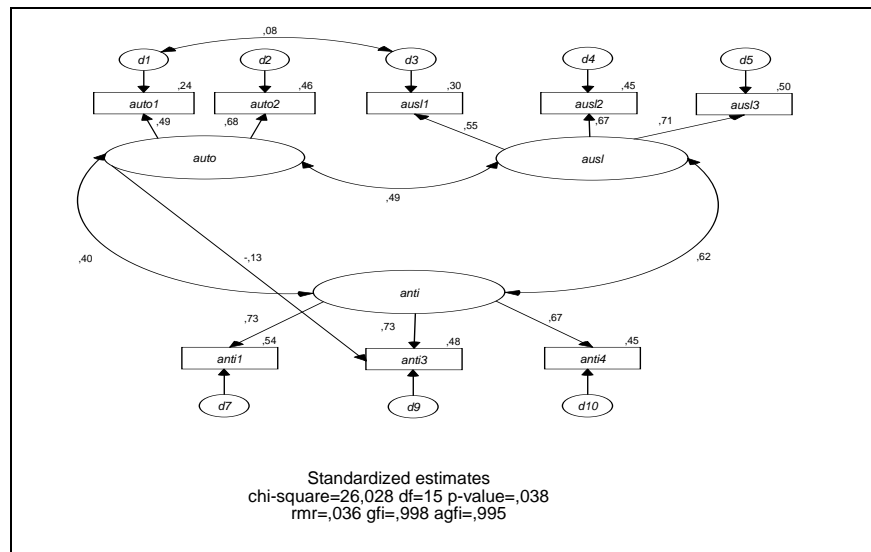 ,08
d1 d2 d3 d4 d5
,24 ,46 ,30 ,45 ,50
auto1 auto2 ausl1 ausl2 ausl3
,49 ,68 ,55 ,67 ,71
auto ausl
,49
,40 -,13 ,62
anti
,73 ,73 ,67
,54 ,48 ,45
anti1 anti3 anti4
d7 d9 d10
Standardized estimates
chi-square=26,028 df=15 p-value=,038
rmr=,036 gfi=,998 agfi=,995